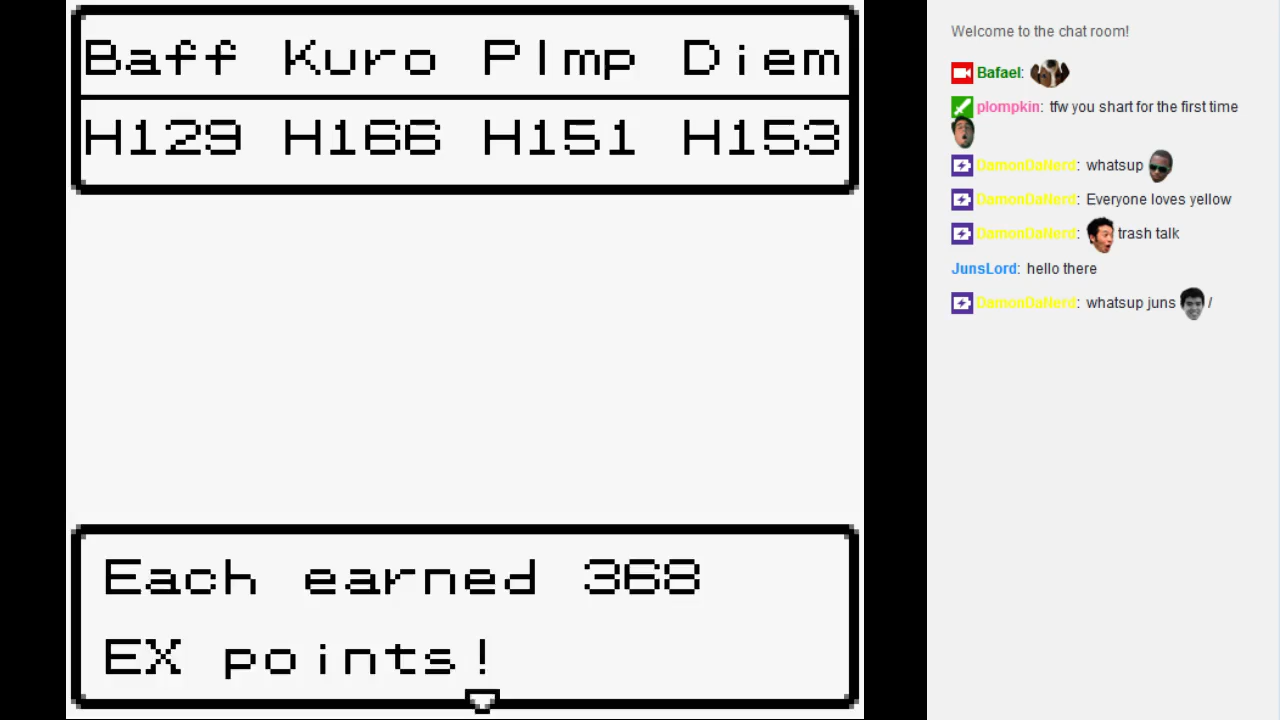 Baff Kuro Plmp Diem
H129 H166 H151 H153
Each earned 368
EX points!
Welcome to the chat room!
Bafael:
plompkin: tfw you shart for the first time
DamonDaNerd: whatsup
DamonDaNerd: Everyone loves yellow
DamonDaNerd: trash talk
JunsLord: hello there
DamonDaNerd: whatsup juns /